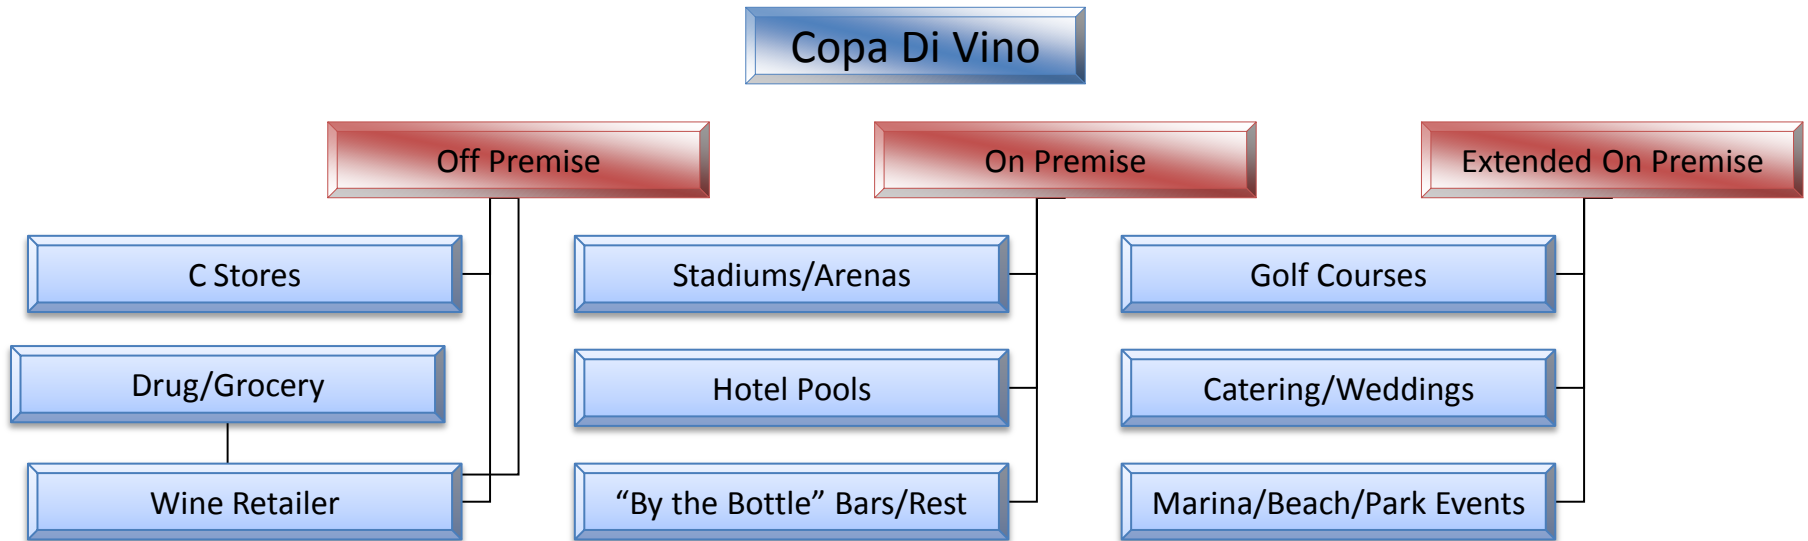 Copa Di Vino
Off Premise
On Premise
Extended On Premise
C Stores
Stadiums/Arenas
Golf Courses
Drug/Grocery
Hotel Pools
Catering/Weddings
Wine Retailer
“By the Bottle” Bars/Rest
Marina/Beach/Park Events